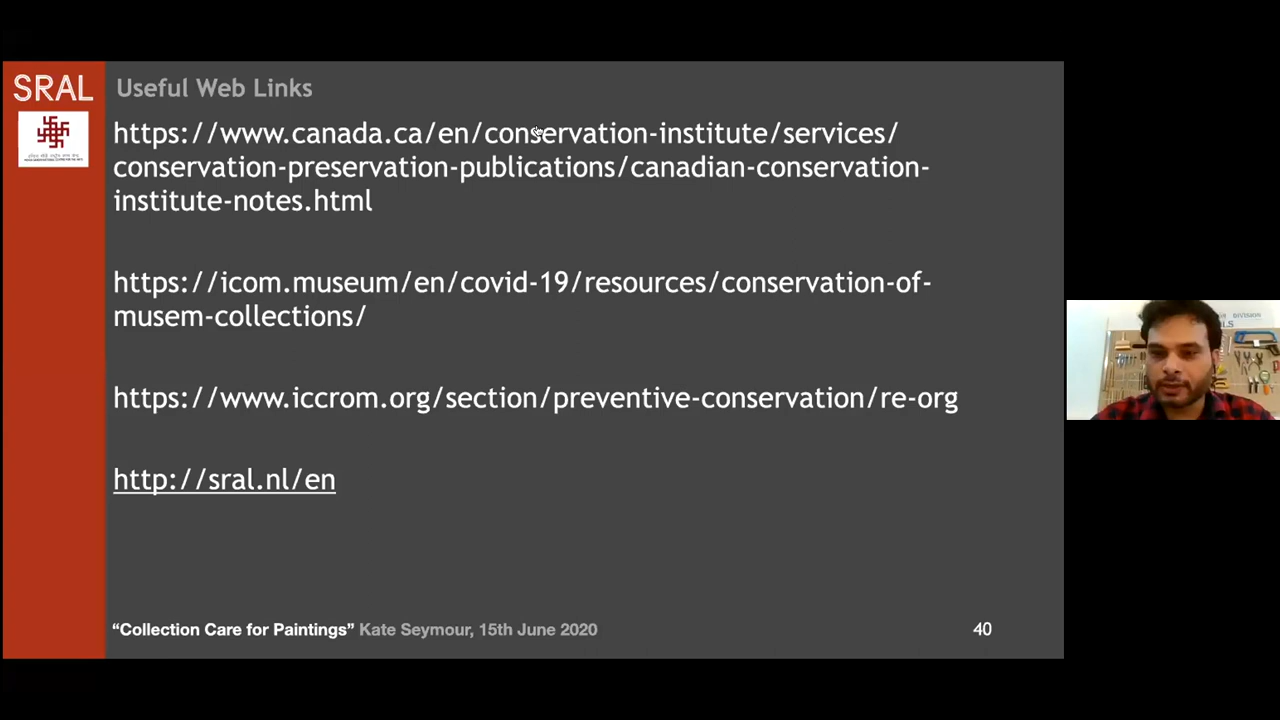 SRAL
Useful Web Links
https://www.canada.ca/en/conservation-institute/services/
conservation-preservation-publications/canadian-conservation-
institute-notes.html
https://icom.museum/en/covid-19/resources/conservation-of-
musem-collections/
https://www.iccrom.org/section/preventive-conservation/re-org
http://sral.nl/en
“Collection Care for Paintings” Kate Seymour, 15th June 2020
40
DIVISION